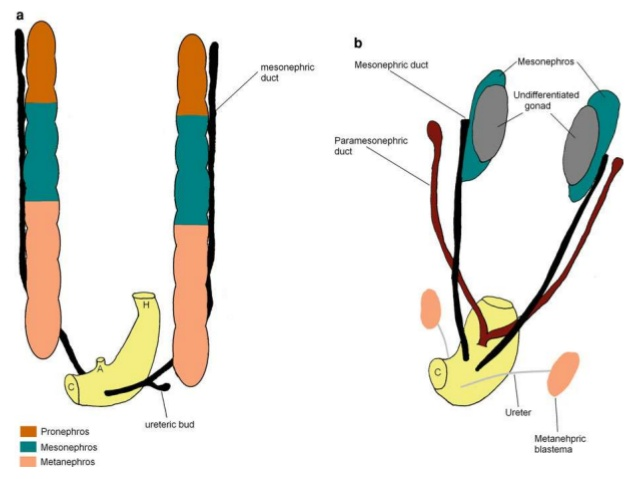 a
mesonephric
duct
H
A
C
ureteric bud
Pronephros
Mesonephros
Metanephros
b
Mesonephric duct
Mesonephros
Undifferentiated
gonad
Paramesonephric
duct
C
Ureter
Metanehpric
blastema